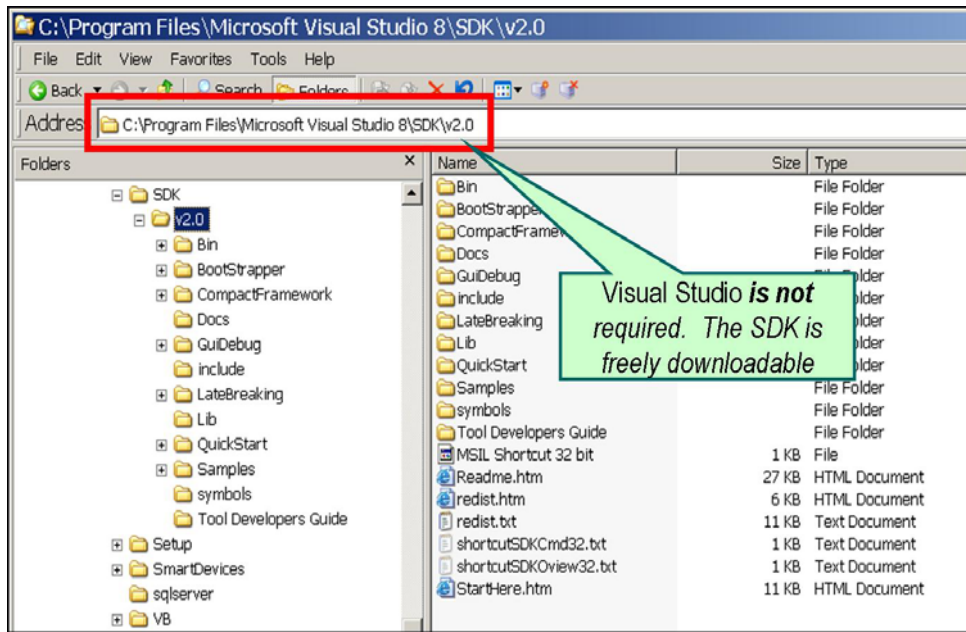 C:\Program Files\Microsoft Visual Studio 8\SDK\v2.0
File Edit View Favorites Tools Help
Back Search Folders
Address C:\Program Files\Microsoft Visual Studio 8\SDK\v2.0
Folders
SDK
v2.0
Bin
BootStrapper
CompactFramework
Docs
GuiDebug
include
LateBreaking
Lib
QuickStart
Samples
symbols
Tool Developers Guide
Setup
SmartDevices
sqlserver
VB
Name Size Type
Bin File Folder
BootStrapper File Folder
File Folder
Docs File Folder
GuiDebug
include
LateBreaking
Lib
QuickStart
Samples File Folder
symbols File Folder
Tool Developers Guide File Folder
MSIL Shortcut 32 bit 1 KB File
Readme.htm 27 KB HTML Document
redist.htm 6 KB HTML Document
redist.txt 11 KB Text Document
shortcutSDKCmd32.txt 1 KB Text Document
shortcutSDKOview32.txt 1 KB Text Document
StartHere.htm 11 KB HTML Document
Visual Studio is not
required. The SDK is
freely downloadable